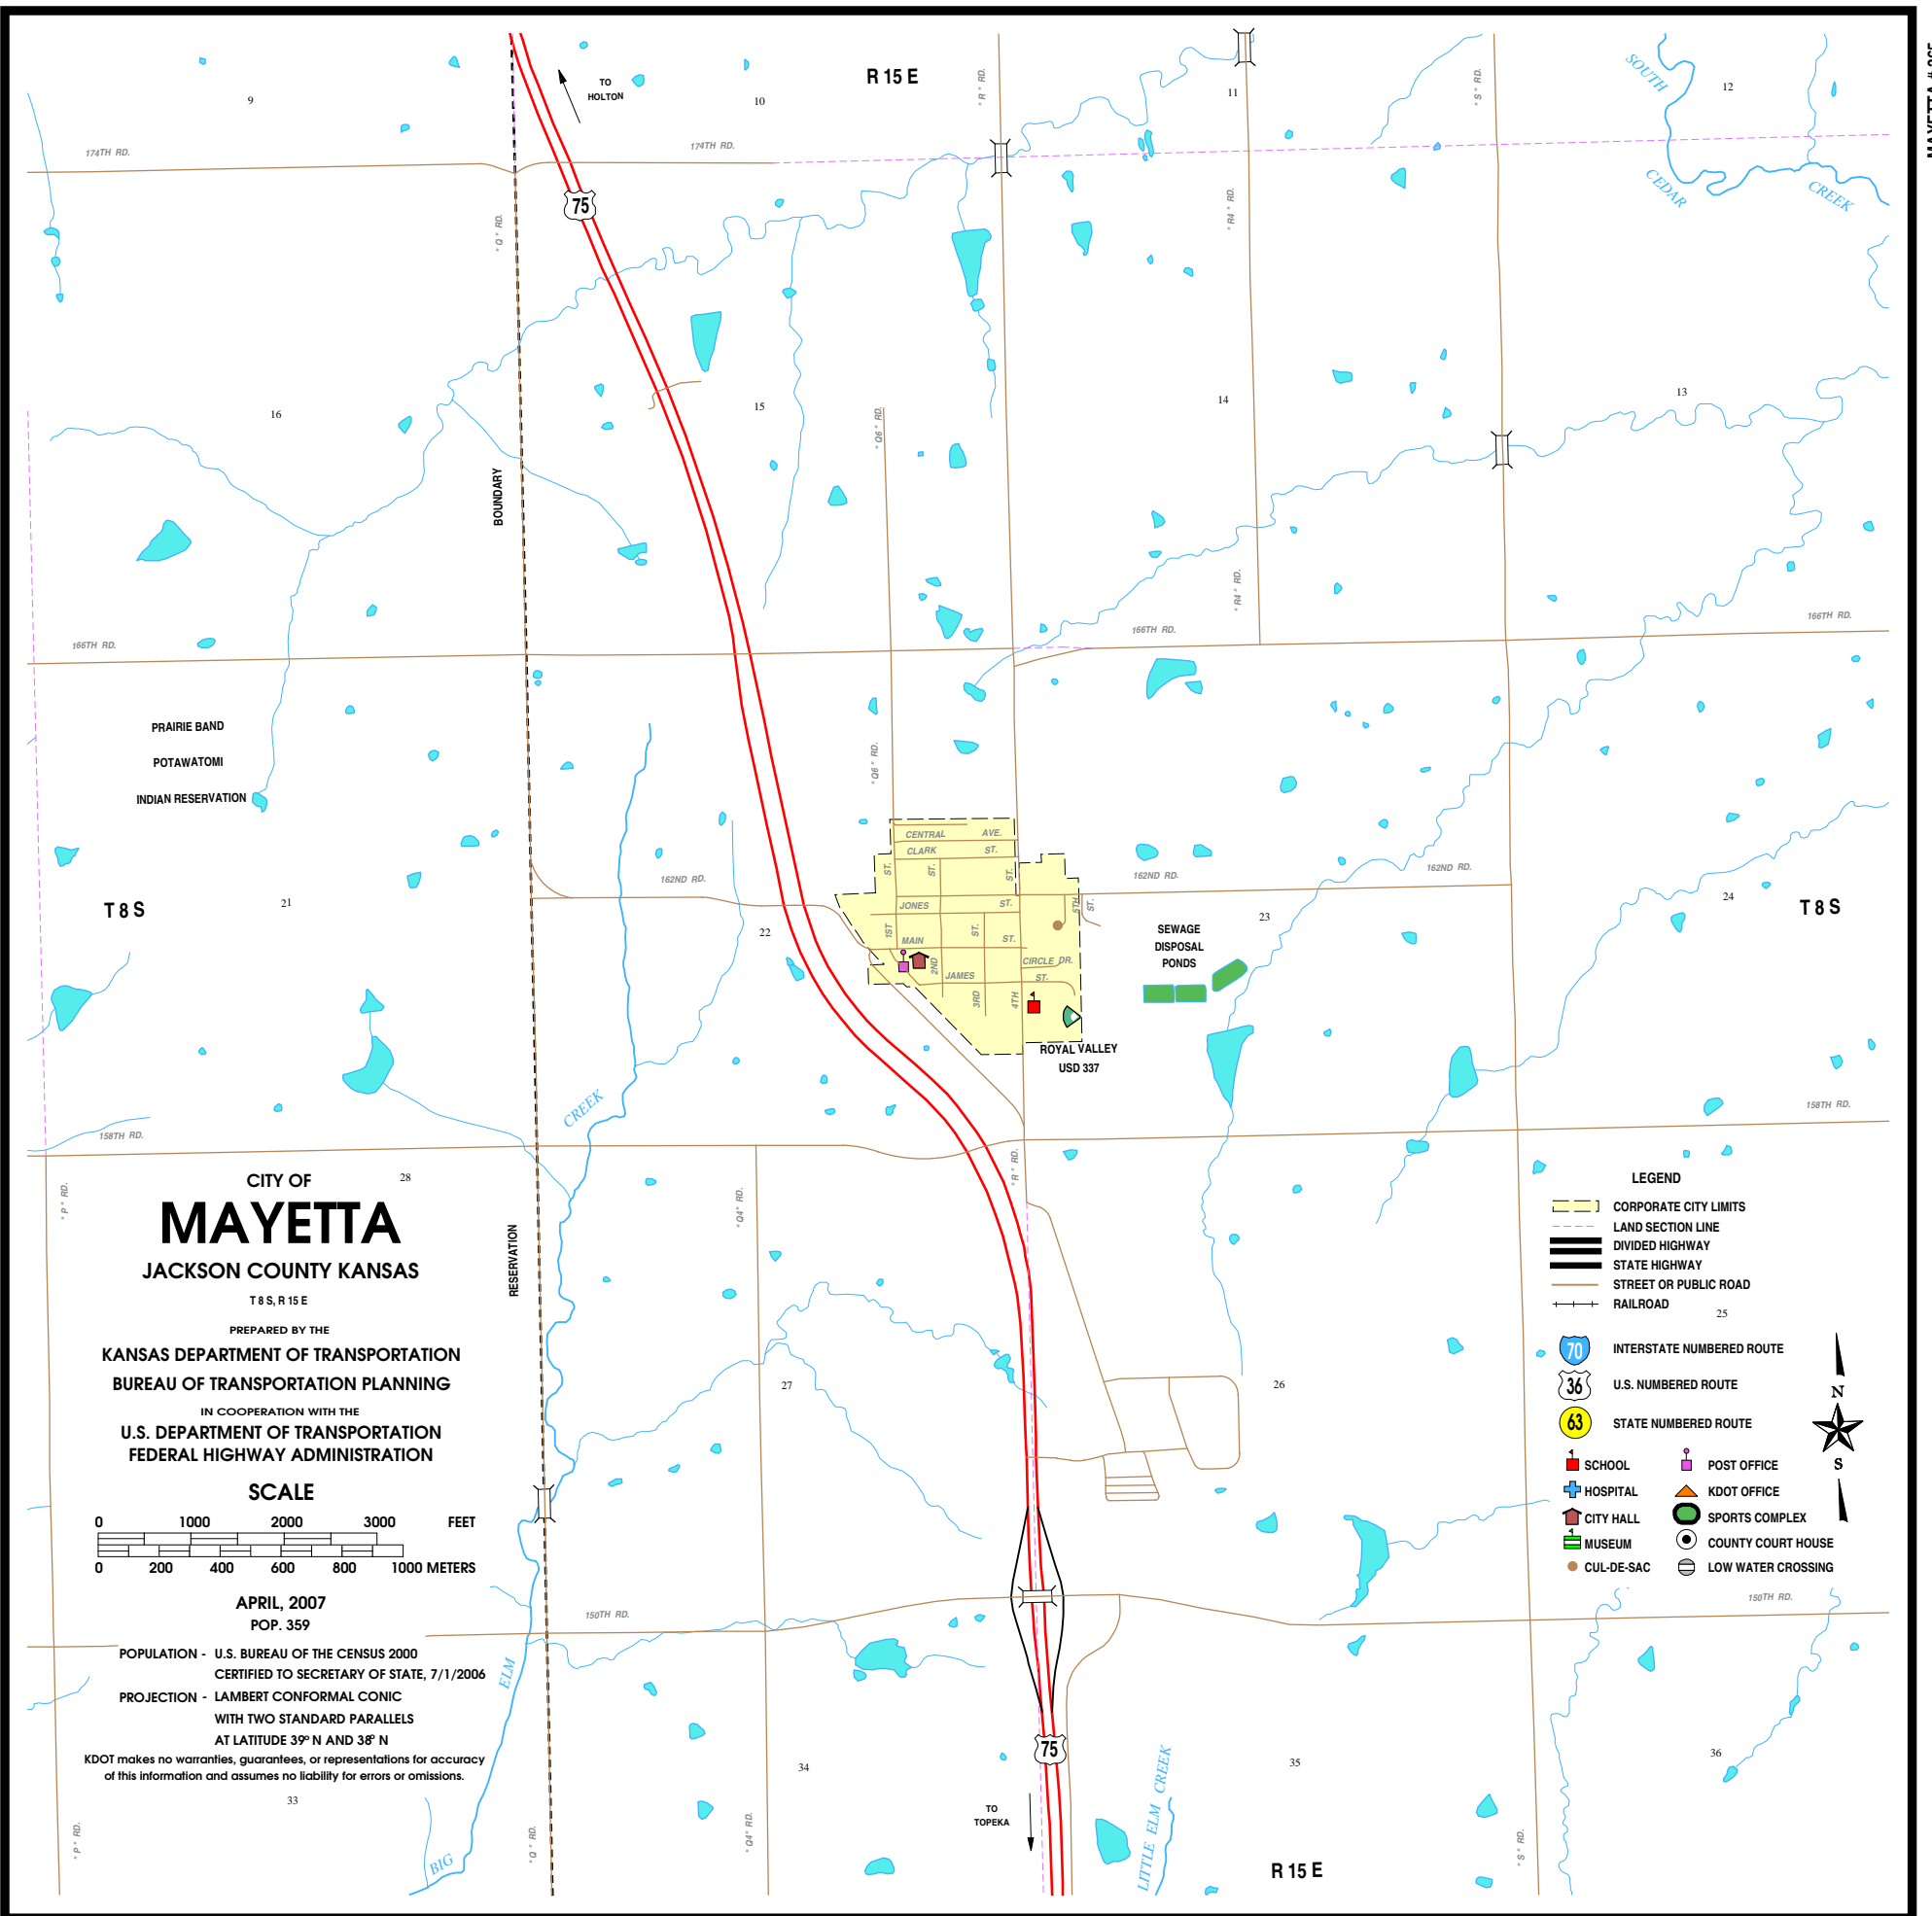 R 15 E
TO
HOLTON
9
10
11
12
"R" RD.
"S" RD.
SOUTH
CEDAR
CREEK
174TH RD.
174TH RD.
75
"Q" RD.
"R4" RD.
16
15
14
13
"Q6" RD.
BOUNDARY
"R4" RD.
166TH RD.
166TH RD.
166TH RD.
PRAIRIE BAND
POTAWATOMI
INDIAN RESERVATION
"Q6" RD.
CENTRAL AVE.
CLARK ST.
ST.
ST.
ST.
162ND RD.
162ND RD.
162ND RD.
T 8 S
21
22
23
24
T 8 S
JONES ST.
5TH ST.
1ST
MAIN ST.
ST.
2ND
CIRCLE DR.
JAMES ST.
3RD
4TH
SEWAGE
DISPOSAL
PONDS
ROYAL VALLEY
USD 337
CREEK
158TH RD.
158TH RD.
"P" RD.
28
"Q4" RD.
"R" RD.
RESERVATION
CITY OF
MAYETTA
JACKSON COUNTY KANSAS
T 8 S, R 15 E
PREPARED BY THE
KANSAS DEPARTMENT OF TRANSPORTATION
BUREAU OF TRANSPORTATION PLANNING
IN COOPERATION WITH THE
U.S. DEPARTMENT OF TRANSPORTATION
FEDERAL HIGHWAY ADMINISTRATION
SCALE
0 1000 2000 3000 FEET
0 200 400 600 800 1000 METERS
APRIL, 2007
POP. 359
POPULATION - U.S. BUREAU OF THE CENSUS 2000
CERTIFIED TO SECRETARY OF STATE, 7/1/2006
PROJECTION - LAMBERT CONFORMAL CONIC
WITH TWO STANDARD PARALLELS
AT LATITUDE 39° N AND 38° N
KDOT makes no warranties, guarantees, or representations for accuracy
of this information and assumes no liability for errors or omissions.
33
27
26
LEGEND
CORPORATE CITY LIMITS
LAND SECTION LINE
DIVIDED HIGHWAY
STATE HIGHWAY
STREET OR PUBLIC ROAD
RAILROAD
25
70 INTERSTATE NUMBERED ROUTE
36 U.S. NUMBERED ROUTE
63 STATE NUMBERED ROUTE
N
S
SCHOOL
POST OFFICE
HOSPITAL
KDOT OFFICE
CITY HALL
SPORTS COMPLEX
MUSEUM
COUNTY COURT HOUSE
CUL-DE-SAC
LOW WATER CROSSING
150TH RD.
150TH RD.
ELM
BIG
75
34
35
36
TO
TOPEKA
LITTLE ELM CREEK
R 15 E
"P" RD.
"Q" RD.
"Q4" RD.
"S" RD.